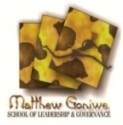 Matthew Goniwe
SCHOOL OF LEADERSHIP & GOVERNANCE